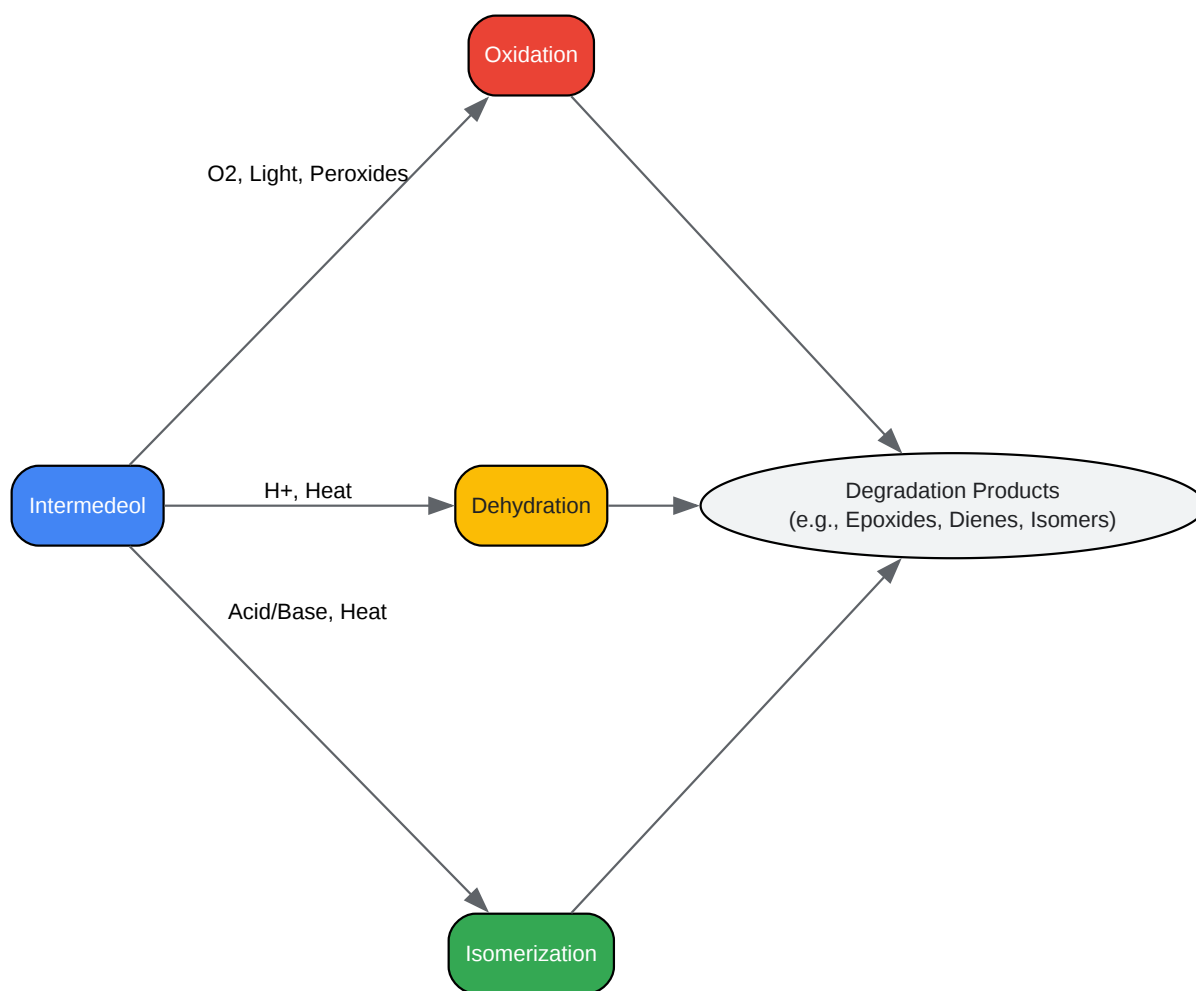 Oxidation
O2, Light, Peroxides
Intermedeol
H+, Heat
Dehydration
Degradation Products
(e.g., Epoxides, Dienes, Isomers)
Acid/Base, Heat
Isomerization